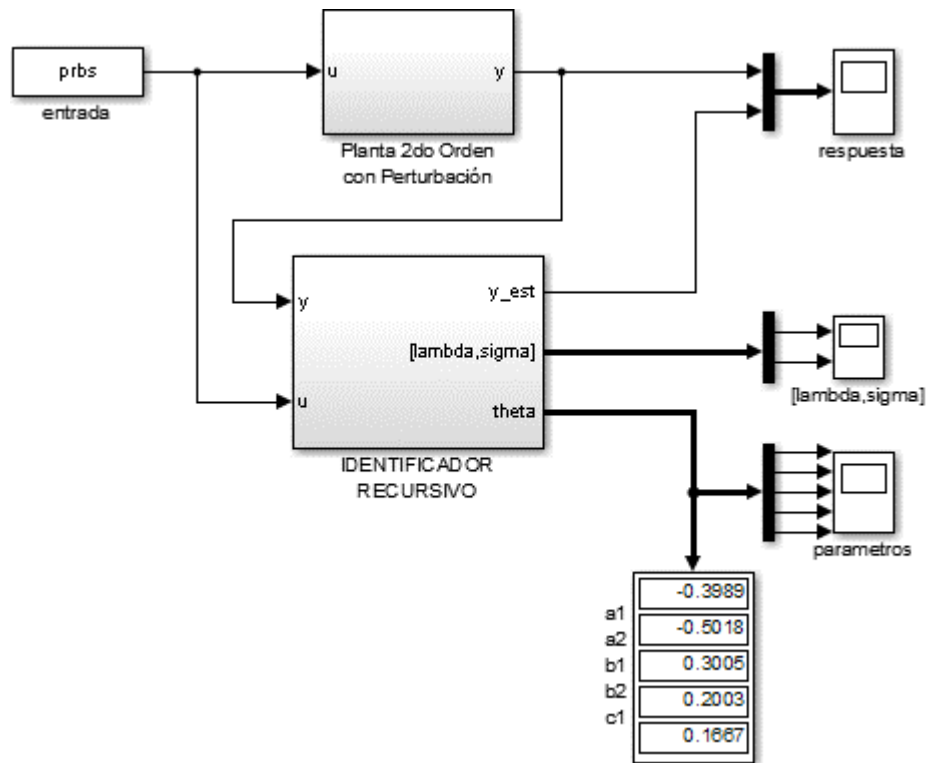 prbs
entrada
u
y
Planta 2do Orden
con Perturbación
respuesta
y
u
y_est
[lambda,sigma]
theta
IDENTIFICADOR
RECURSIVO
[lambda,sigma]
parametros
a1
a2
b1
b2
c1
-0.3989
-0.5018
0.3005
0.2003
0.1667